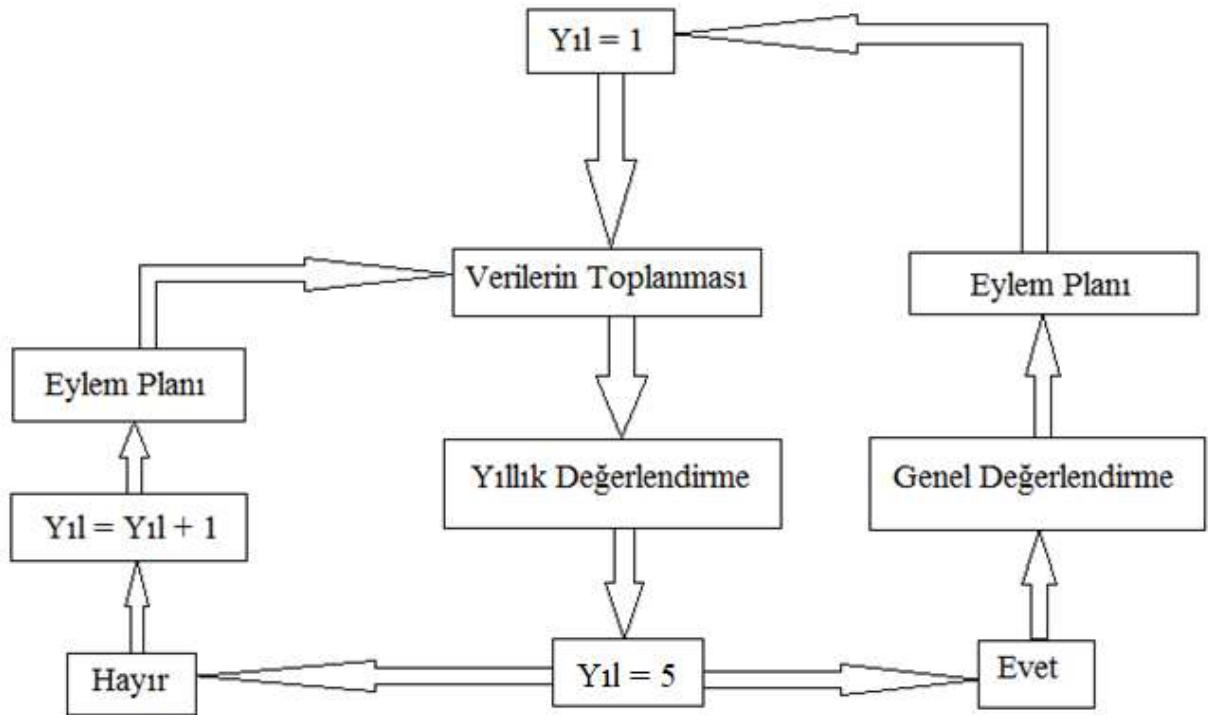 Yıl = 1
Verilerin Toplanması
Eylem Planı
Eylem Planı
Yıllık Değerlendirme
Genel Değerlendirme
Yıl = Yıl + 1
Hayır
Yıl = 5
Evet